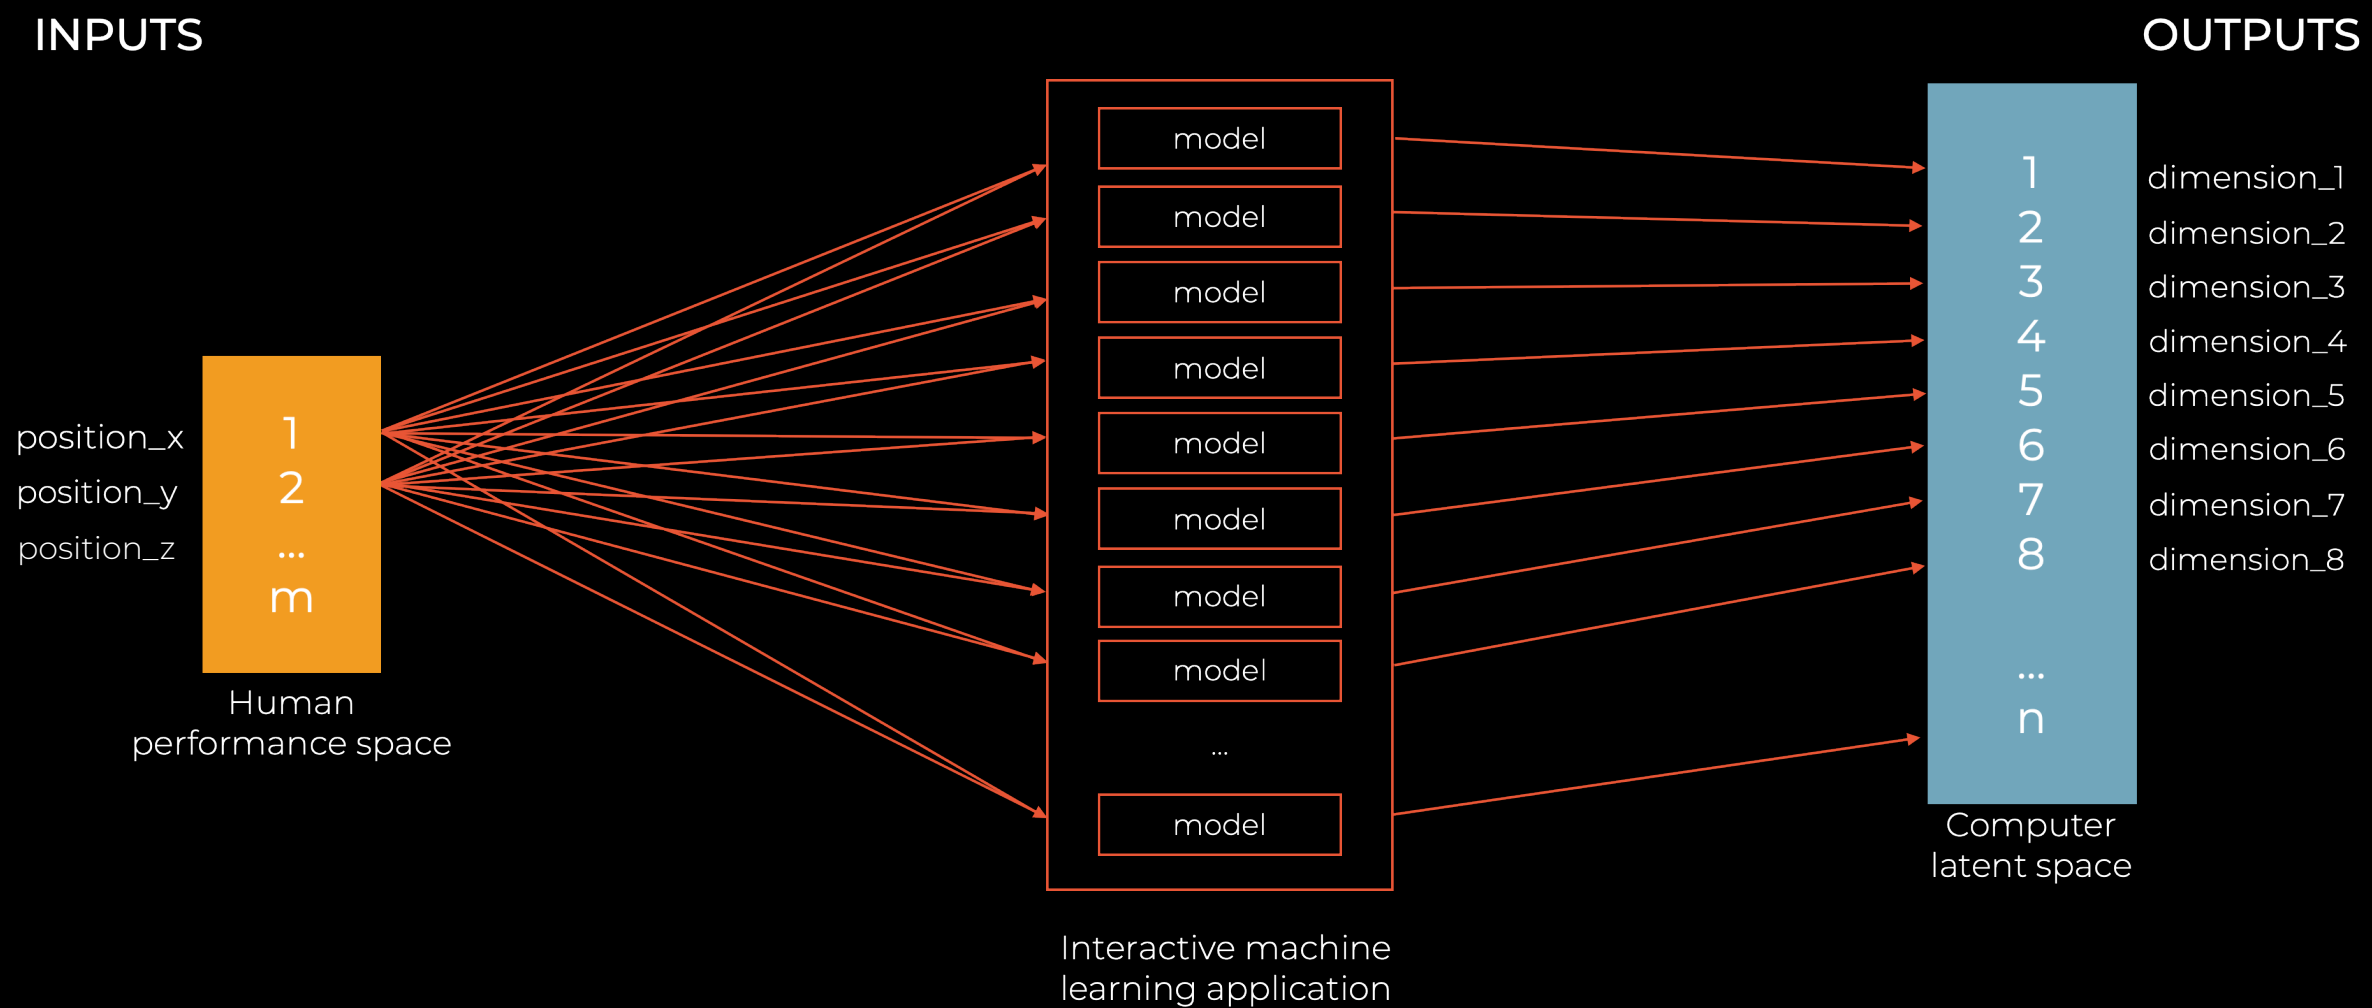 INPUTS
OUTPUTS
position_x
position_y
position_z
1
2
...
m
Human
performance space
model
model
model
model
model
model
model
model
...
model
Interactive machine
learning application
1
2
3
4
5
6
7
8
...
n
dimension_1
dimension_2
dimension_3
dimension_4
dimension_5
dimension_6
dimension_7
dimension_8
Computer
latent space